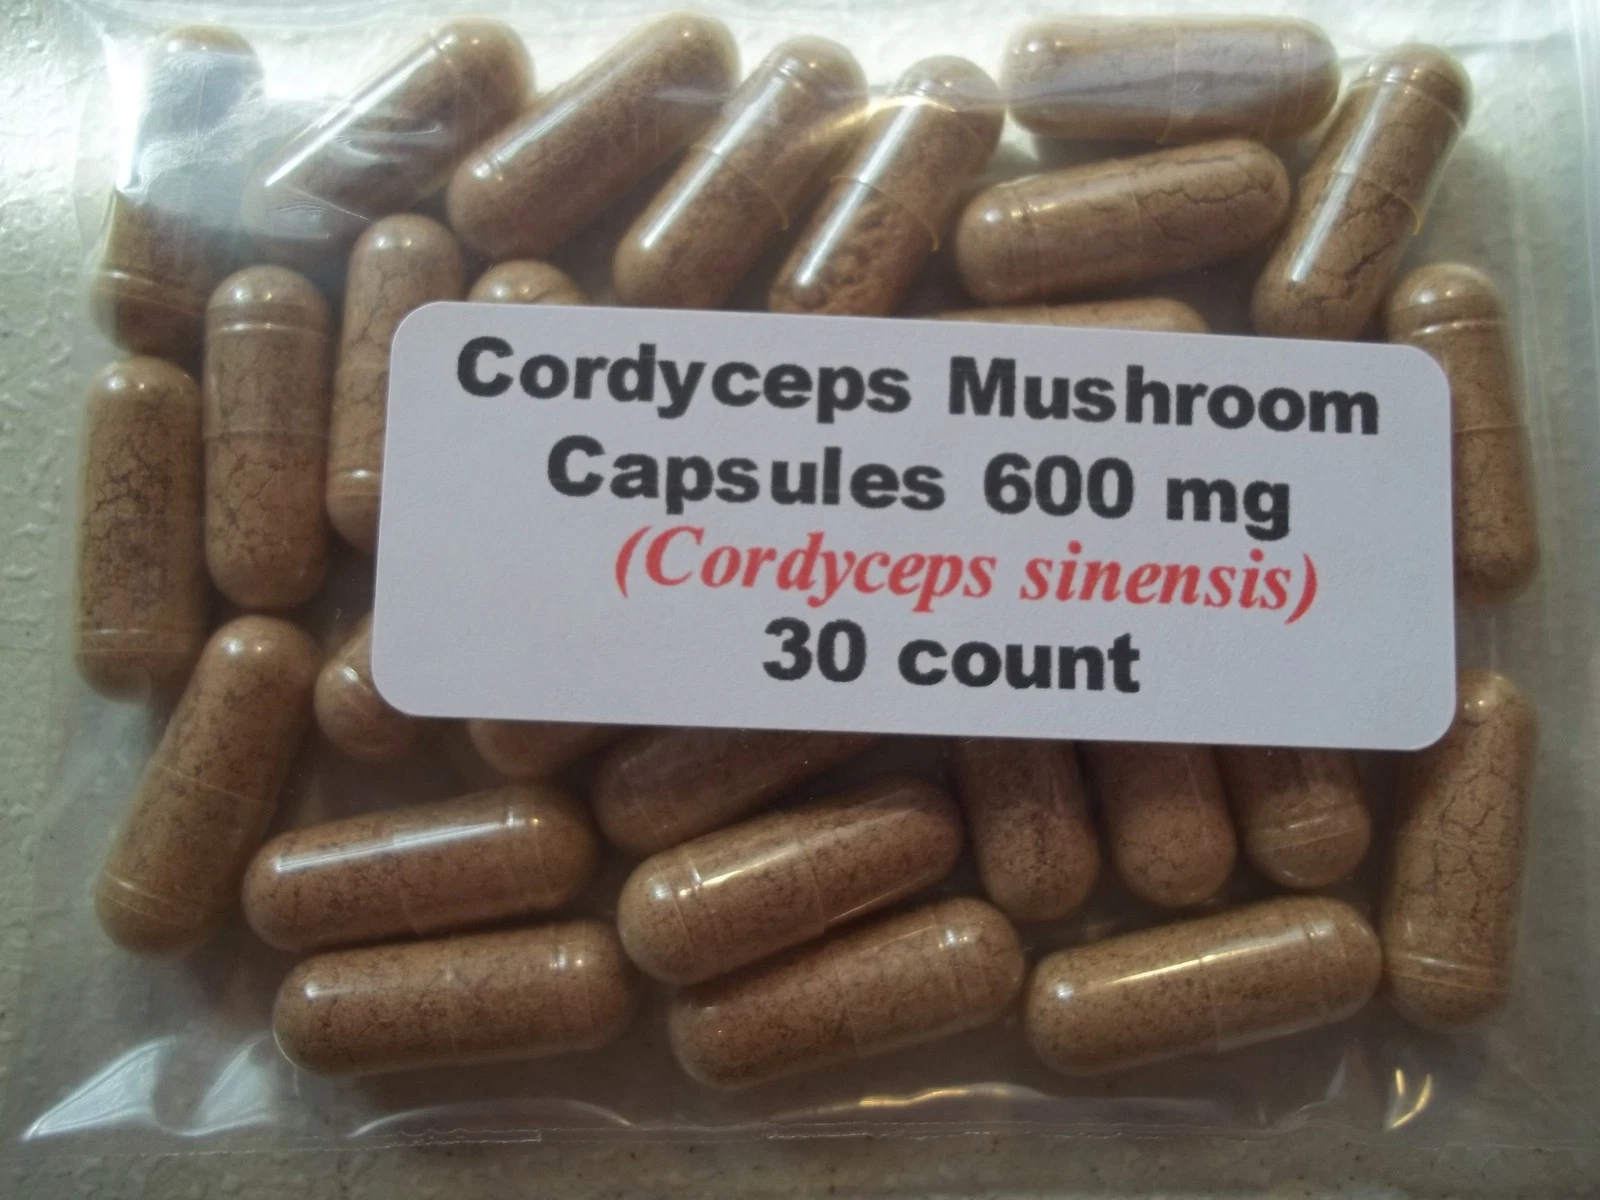 Cordyceps Mushroom
Capsules 600 mg
(Cordyceps sinensis)
30 count